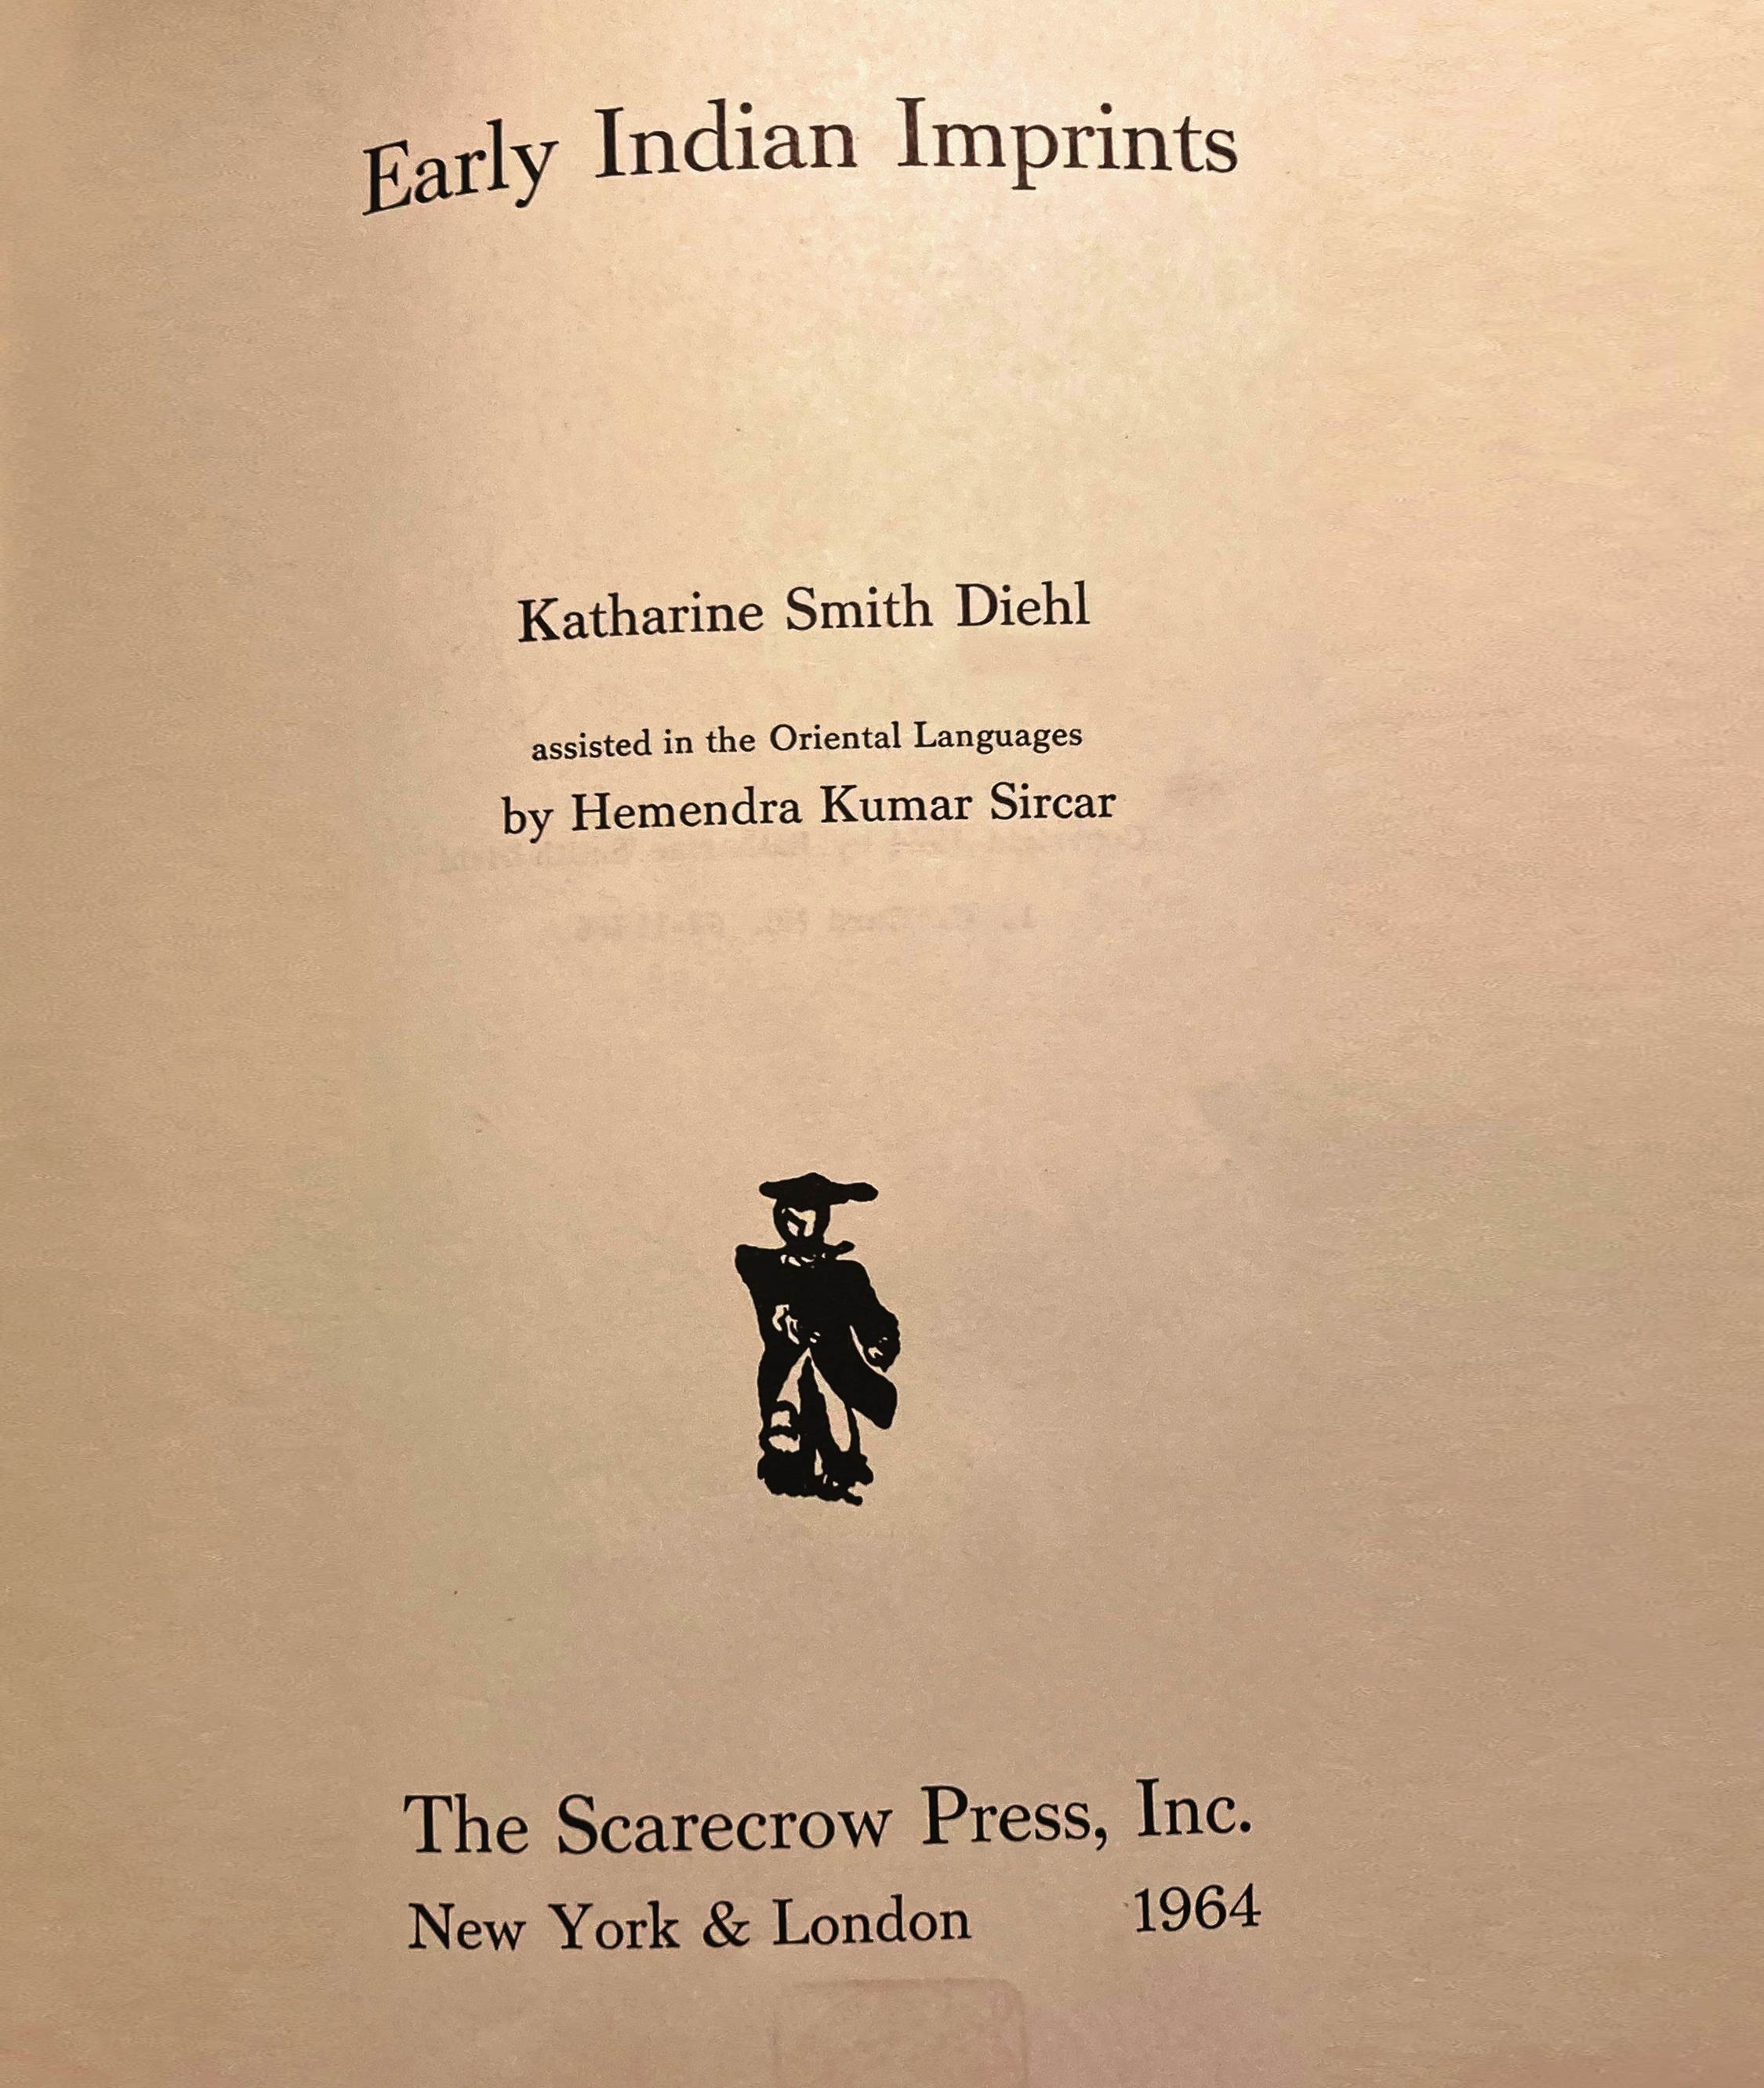 Early Indian Imprints
Katharine Smith Diehl
assisted in the Oriental Languages
by Hemendra Kumar Sircar
The Scarecrow Press, Inc.
New York & London 1964